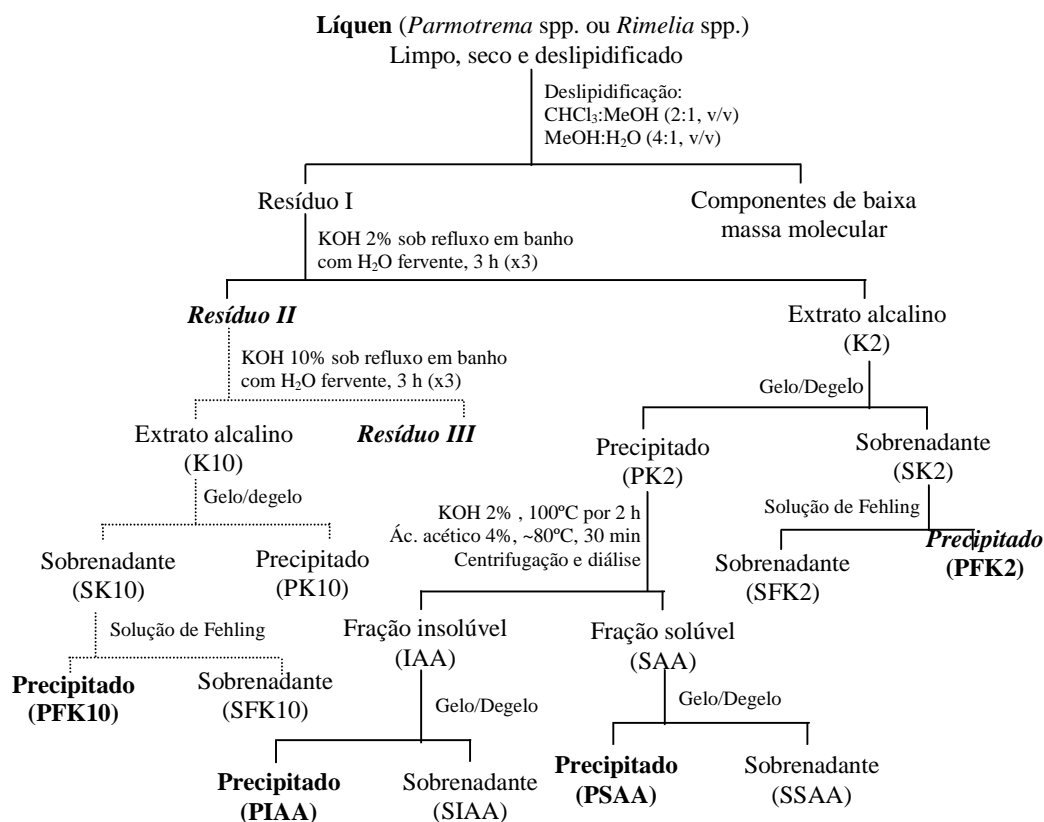 Líquen (Parmotrema spp. ou Rimelia spp.)
Limpo, seco e deslipidificado
Deslipidificação:
CHCl₃:MeOH (2:1, v/v)
MeOH:H₂O (4:1, v/v)
Resíduo I
Componentes de baixa
massa molecular
KOH 2% sob refluxo em banho
com H₂O fervente, 3 h (x3)
Resíduo II
Extrato alcalino
(K2)
KOH 10% sob refluxo em banho
com H₂O fervente, 3 h (x3)
Gelo/Degelo
Extrato alcalino
(K10)
Resíduo III
Precipitado
(PK2)
Sobrenadante
(SK2)
Gelo/degelo
KOH 2% , 100ºC por 2 h
Ác. acético 4%, ~80ºC, 30 min
Centrifugação e diálise
Solução de Fehling
Sobrenadante
(SK10)
Precipitado
(PK10)
Sobrenadante
(SFK2)
Precipitado
(PFK2)
Solução de Fehling
Fração insolúvel
(IAA)
Fração solúvel
(SAA)
Precipitado
(PFK10)
Sobrenadante
(SFK10)
Gelo/Degelo
Gelo/Degelo
Precipitado
(PIAA)
Sobrenadante
(SIAA)
Precipitado
(PSAA)
Sobrenadante
(SSAA)